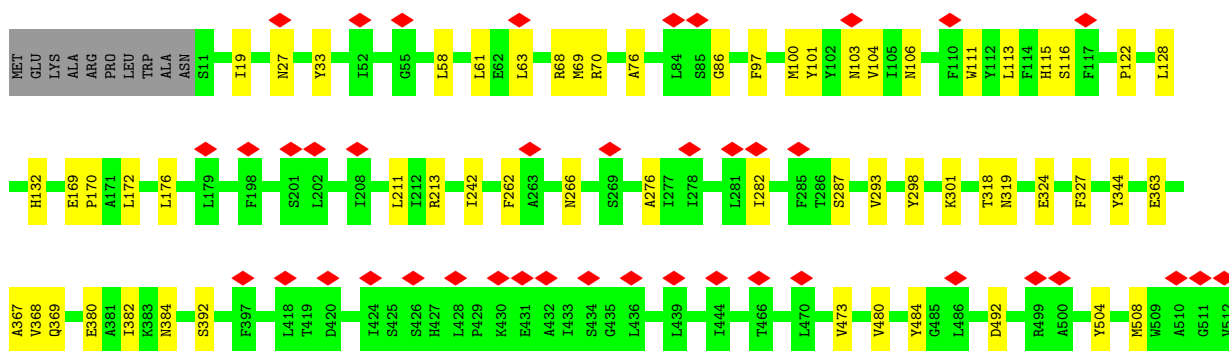 MET GLU LYS ALA ARG PRO LEU TRP ALA ASN S11 I19 N27 Y33 I52 G55 L58 L61 E62 L63 R68 M69 R70 A76 L84 S85 G86 F97 M100 Y101 Y102 N103 V104 I105 N106 F110 W111 Y112 L113 F114 H115 S116 F117 P122 L128
H132 E169 P170 A171 L172 L176 L179 F198 S201 L202 I208 L211 I212 R213 I242 F262 A263 N266 S269 A276 I277 I278 L281 I282 F285 T286 S287 V293 Y298 K301 T318 N319 E324 F327 Y344 E363
A367 V368 Q369 E380 A381 I382 K383 N384 S392 F397 L418 T419 D420 I424 S425 S426 H427 L428 P429 K430 E431 A432 I433 S434 G435 L436 L439 I444 T466 L470 V473 V480 Y484 G485 L486 D492 R499 A500 Y504 M508 W509 A510 G511